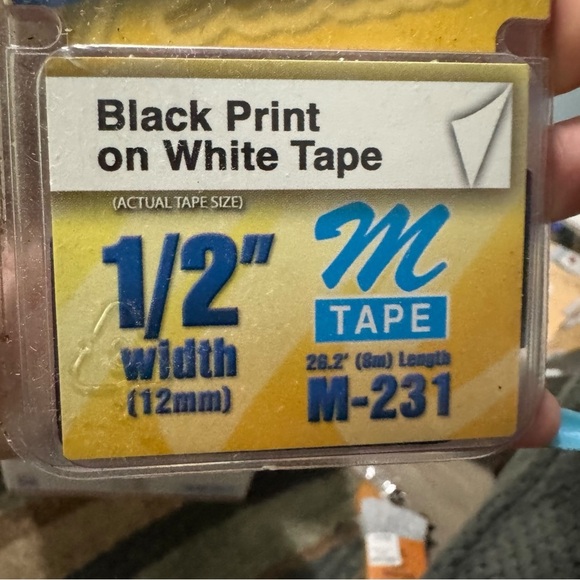 Black Print
on White Tape
(ACTUAL TAPE SIZE)
1/2"
width
(12mm)
M
TAPE
26.2' (8m) Length
M-231